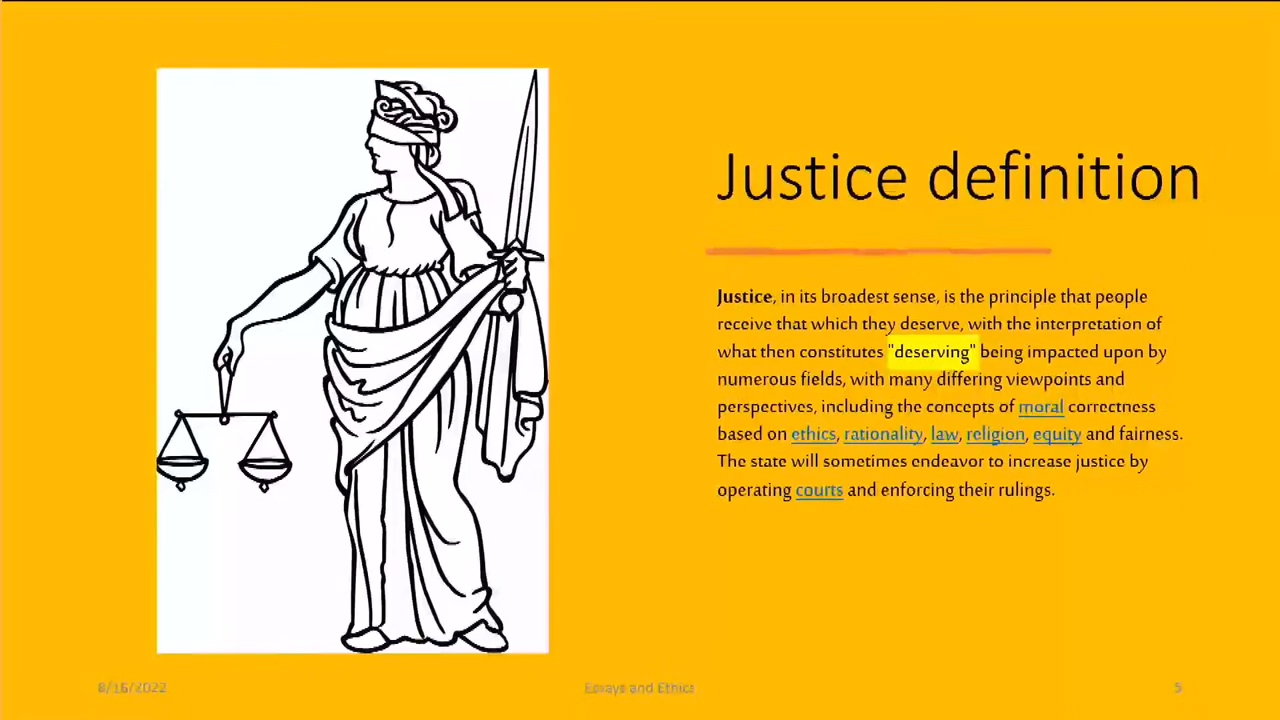 Justice definition
Justice, in its broadest sense, is the principle that people
receive that which they deserve, with the interpretation of
what then constitutes "deserving" being impacted upon by
numerous fields, with many differing viewpoints and
perspectives, including the concepts of moral correctness
based on ethics, rationality, law, religion, equity and fairness.
The state will sometimes endeavor to increase justice by
operating courts and enforcing their rulings.
8/16/2022
and Ethics
5